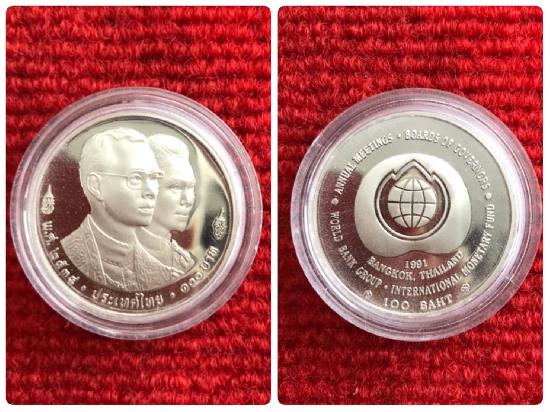 พ.ศ.๒๕๓๔ • ประเทศไทย • ๑๐๐ บาท
ANNUAL MEETINGS • BOARDS OF GOVERNORS
1991
BANGKOK, THAILAND
WORLD BANK GROUP • INTERNATIONAL MONETARY FUND
100 BAHT